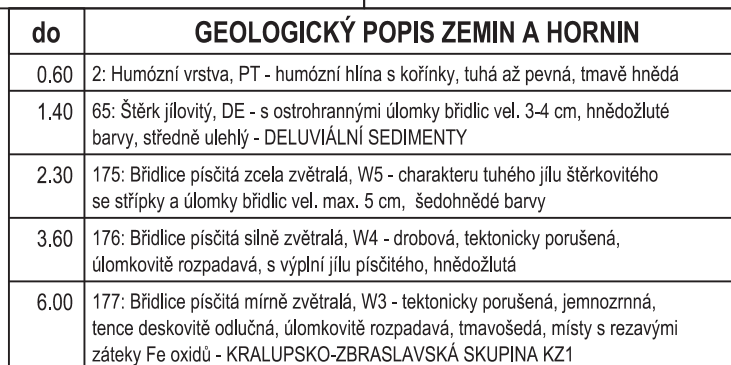 do GEOLOGICKÝ POPIS ZEMIN A HORNIN
0.60 2: Humózní vrstva, PT - humózní hlína s kořínky, tuhá až pevná, tmavě hnědá
1.40 65: Štěrk jílovitý, DE - s ostrohrannými úlomky břidlic vel. 3-4 cm, hnědožluté
barvy, středně ulehlý - DELUVIÁLNÍ SEDIMENTY
2.30 175: Břidlice písčitá zcela zvětralá, W5 - charakteru tuhého jílu štěrkovitého
se střípky a úlomky břidlic vel. max. 5 cm, šedohnědé barvy
3.60 176: Břidlice písčitá silně zvětralá, W4 - drobová, tektonicky porušená,
úlomkovitě rozpadavá, s výplní jílu písčitého, hnědožlutá
6.00 177: Břidlice písčitá mírně zvětralá, W3 - tektonicky porušená, jemnozrnná,
tence deskovitě odlučná, úlomkovitě rozpadavá, tmavošedá, místy s rezavými
záteky Fe oxidů - KRALUPSKO-ZBRASLAVSKÁ SKUPINA KZ1